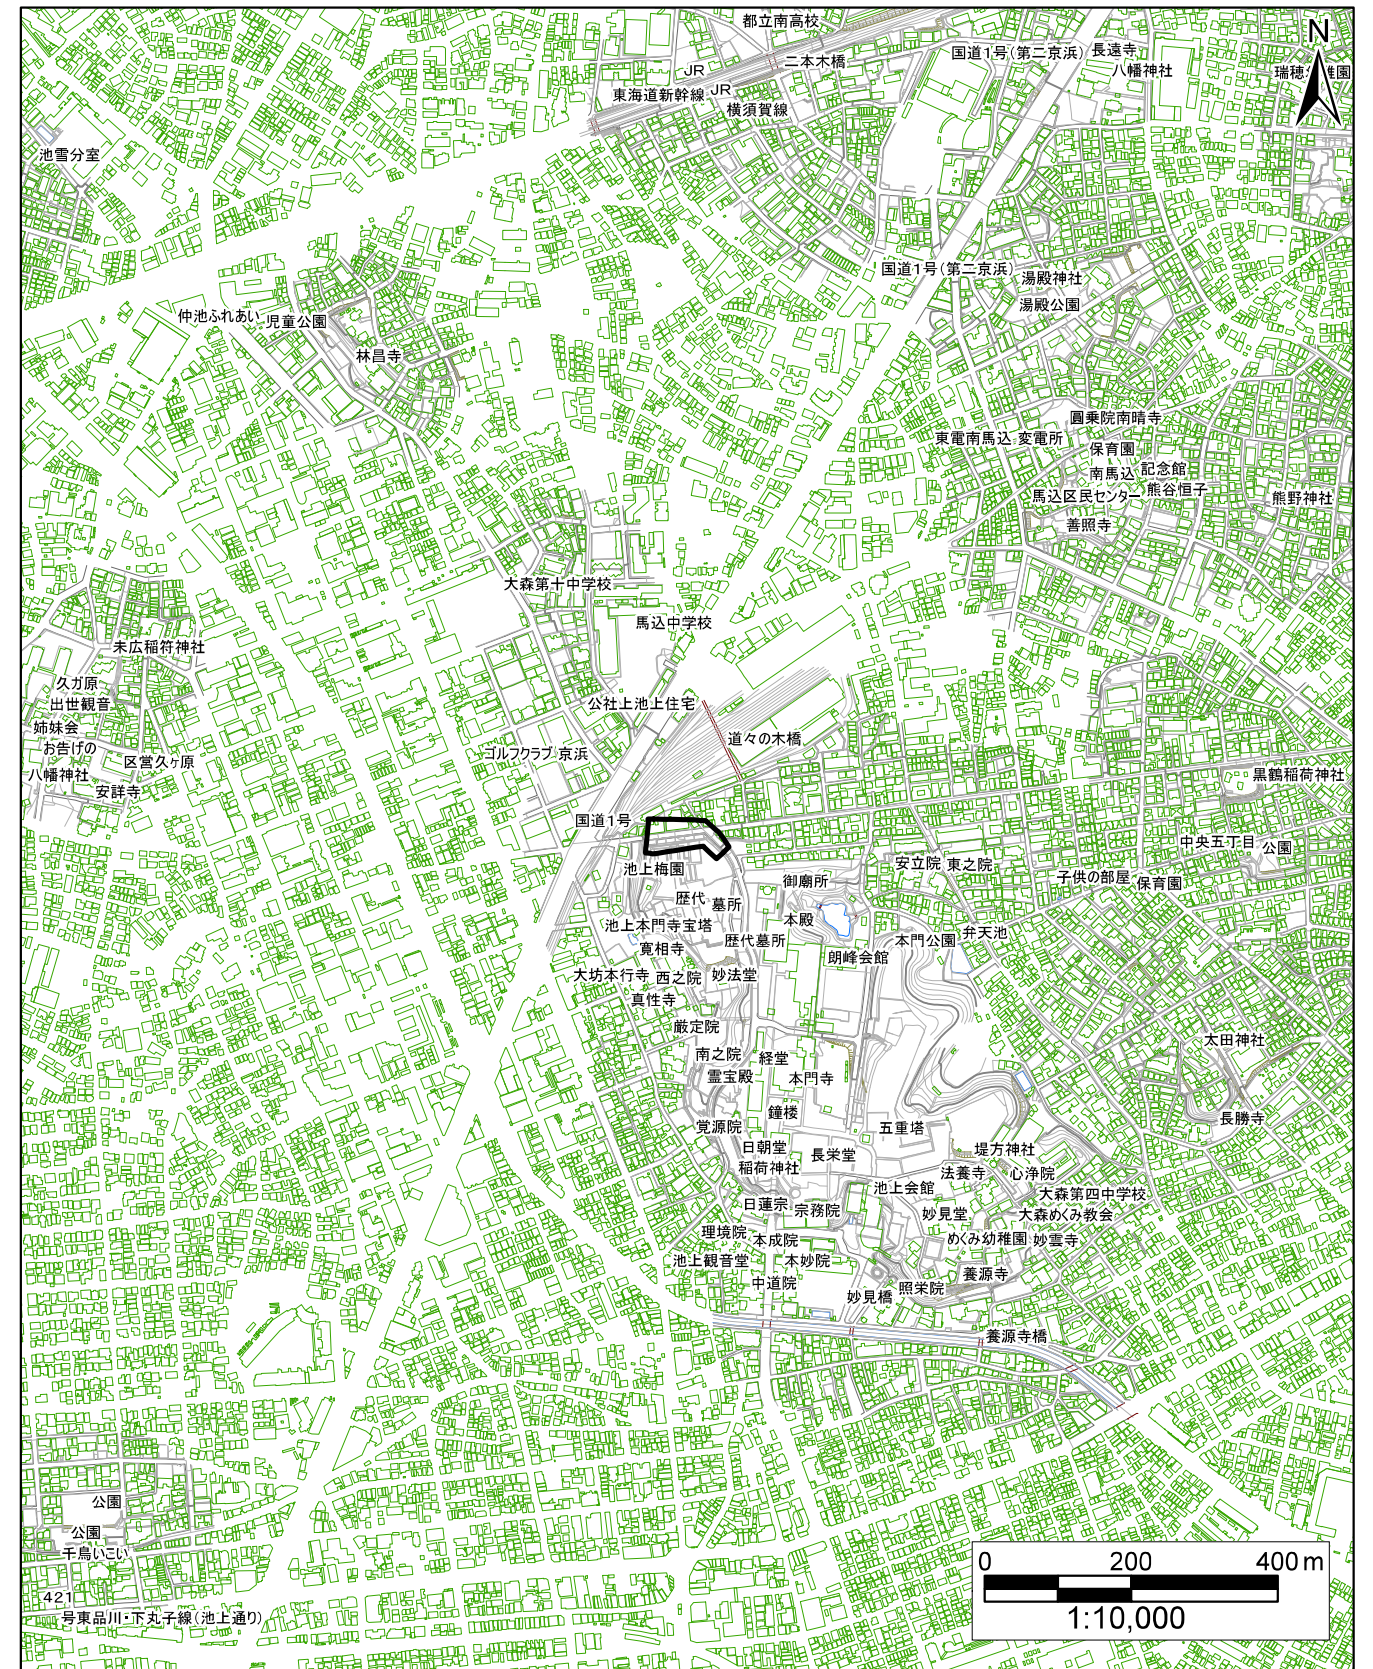 都立南高校
N
国道1号(第二京浜)
長遠寺
二本木橋
JR
八幡神社
瑞穂
稚園
JR
東海道新幹線
横須賀線
池雪分室
国道1号(第二京浜)
湯殿神社
湯殿公園
仲池ふれあい
児童公園
林昌寺
圓乗院南晴寺
東電南馬込
変電所
保育園
南馬込
記念館
馬込区民センター
熊谷恒子
熊野神社
善照寺
大森第十中学校
馬込中学校
末広稲符神社
久ガ原
出世観音
公社上池上住宅
姉妹会
お告げの
道々の木橋
ゴルフクラブ
京浜
区営久ヶ原
八幡神社
黒鶴稲荷神社
安詳寺
国道1号
中央五丁目
公園
池上梅園
安立院
東之院
御廟所
子供の部屋
保育園
歴代
墓所
本殿
池上本門寺宝塔
歴代墓所
本門公園
弁天池
寛相寺
朗峰会館
大坊本行寺
西之院
妙法堂
真性寺
厳定院
太田神社
南之院
経堂
霊宝殿
本門寺
鐘楼
覚源院
五重塔
長勝寺
日朝堂
長栄堂
堤方神社
稲荷神社
法養寺
心浄院
池上会館
大森第四中学校
日蓮宗
宗務院
妙見堂
大森めぐみ教会
理境院
本成院
めぐみ幼稚園
妙雲寺
池上観音堂
本妙院
養源寺
中道院
照栄院
妙見橋
養源寺橋
公園
公園
千鳥いこい
0
200
400m
421
号東品川・下丸子線(池上通り)
1:10,000